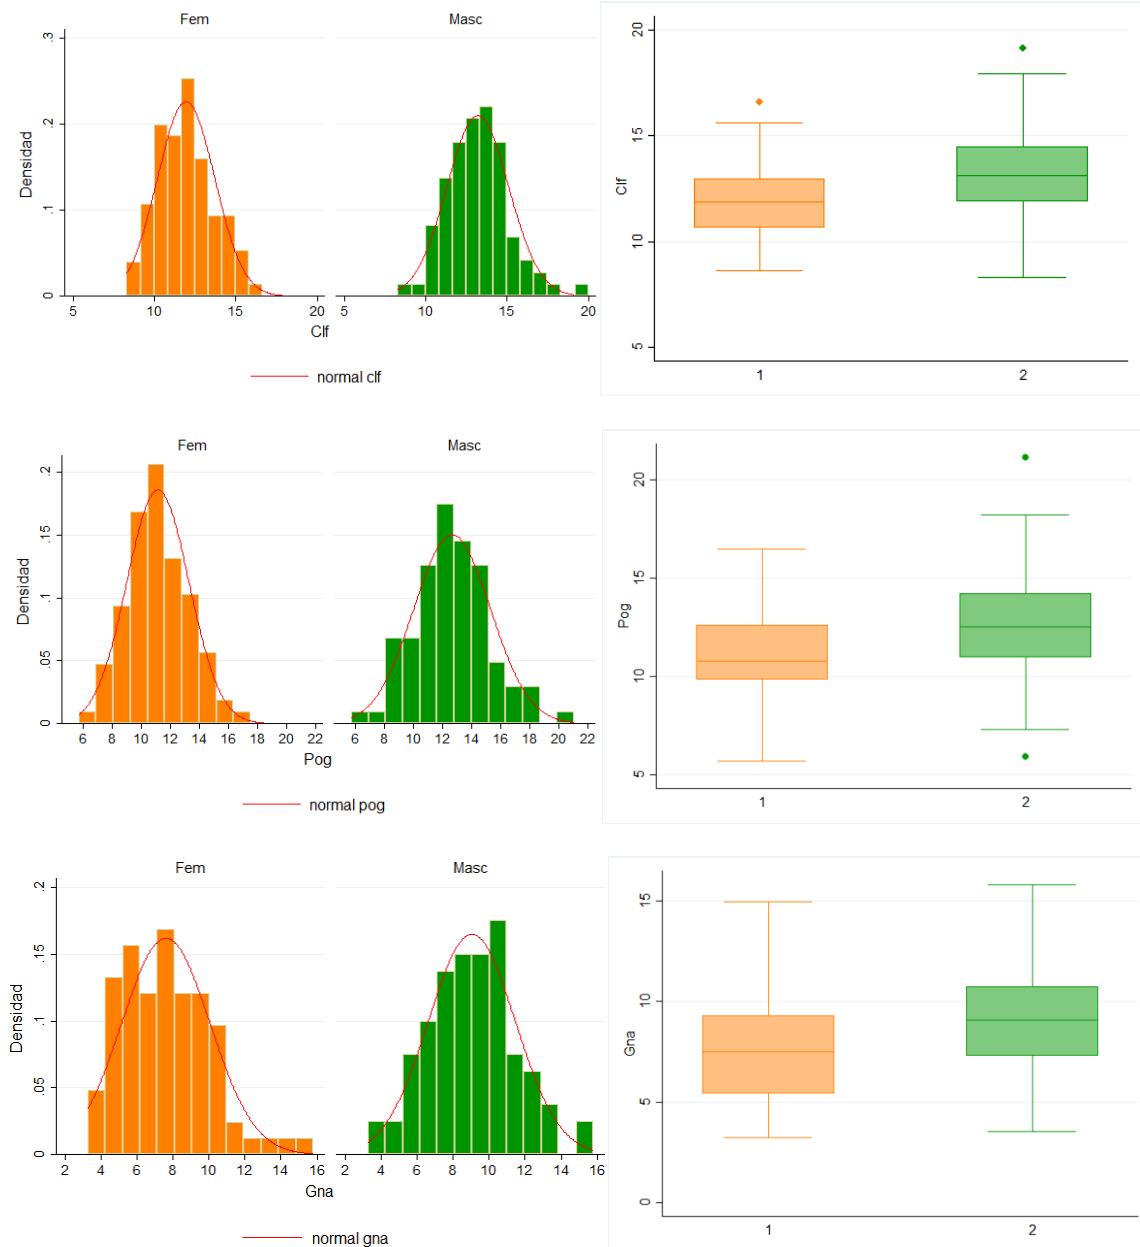 Fem Masc
.3
.2
.1
0
Densidad
5 10 15 20 5 10 15 20
Clf
normal clf
20
15
10
5
Clf
1 2
Fem Masc
.2
.15
.1
.05
0
Densidad
6 8 10 12 14 16 18 20 22 6 8 10 12 14 16 18 20 22
Pog
normal pog
20
15
10
5
Pog
1 2
Fem Masc
.2
.15
.1
.05
0
Densidad
2 4 6 8 10 12 14 16 2 4 6 8 10 12 14 16
Gna
normal gna
15
10
5
0
Gna
1 2